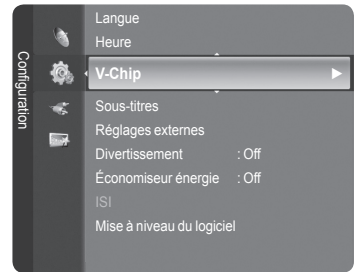 Configuration
Langue
Heure
V-Chip
Sous-titres
Réglages externes
Divertissement : Off
Économiseur énergie : Off
ISI
Mise à niveau du logiciel